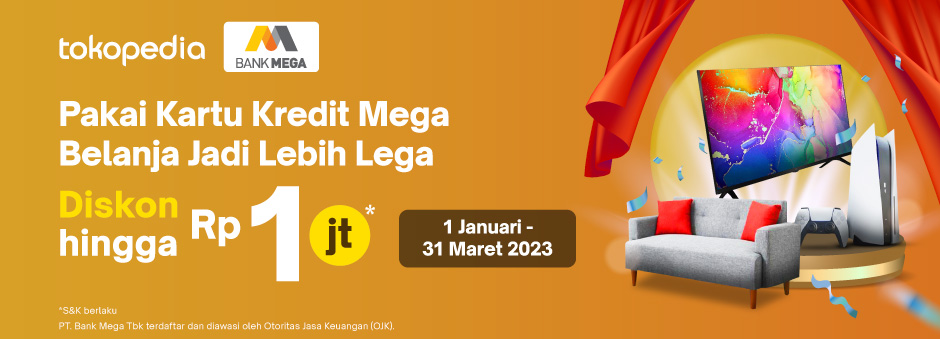 tokopedia
BANK MEGA
Pakai Kartu Kredit Mega
Belanja Jadi Lebih Lega
Diskon
hingga Rp 1 jt*
1 Januari -
31 Maret 2023
*S&K berlaku
PT. Bank Mega Tbk terdaftar dan diawasi oleh Otoritas Jasa Keuangan (OJK).